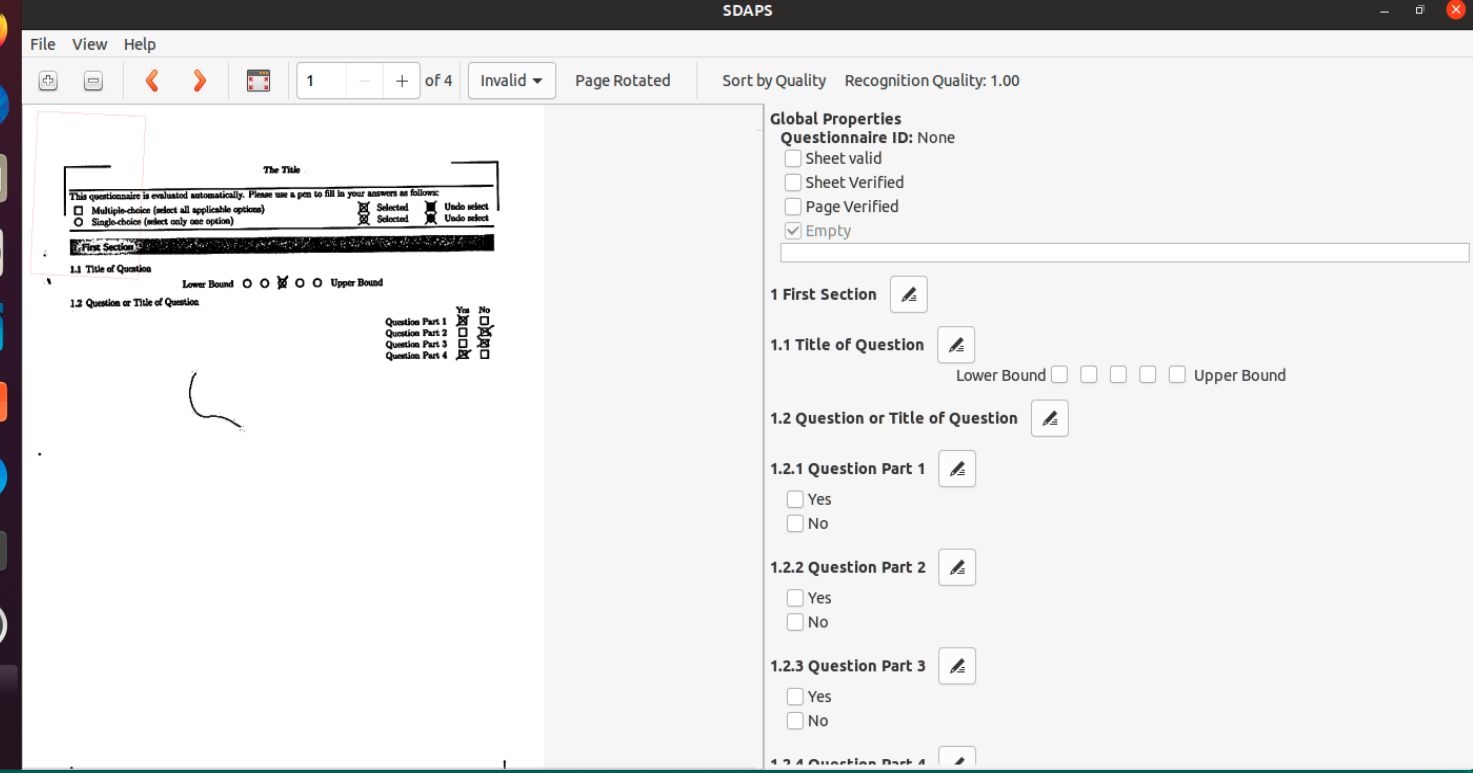 SDAPS
File View Help
1 of 4 Invalid Page Rotated Sort by Quality Recognition Quality: 1.00
The Title
This questionnaire is evaluated automatically. Please use a pen to fill in your answers as follows:
Multiple-choice (select all applicable options) Selected Undo select
Single-choice (select only one option) Selected Undo select
1 First Section
1.1 Title of Question
Lower Bound Upper Bound
1.2 Question or Title of Question
Yes No
Question Part 1
Question Part 2
Question Part 3
Question Part 4
Global Properties
Questionnaire ID: None
Sheet valid
Sheet Verified
Page Verified
Empty
1 First Section
1.1 Title of Question
Lower Bound Upper Bound
1.2 Question or Title of Question
1.2.1 Question Part 1
Yes
No
1.2.2 Question Part 2
Yes
No
1.2.3 Question Part 3
Yes
No
1.2.4 Question Part 4